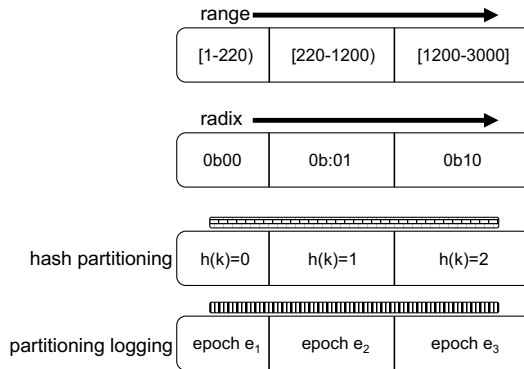 range
[1-220) [220-1200) [1200-3000]
radix
0b00 0b:01 0b10
hash partitioning h(k)=0 h(k)=1 h(k)=2
partitioning logging epoch e₁ epoch e₂ epoch e₃